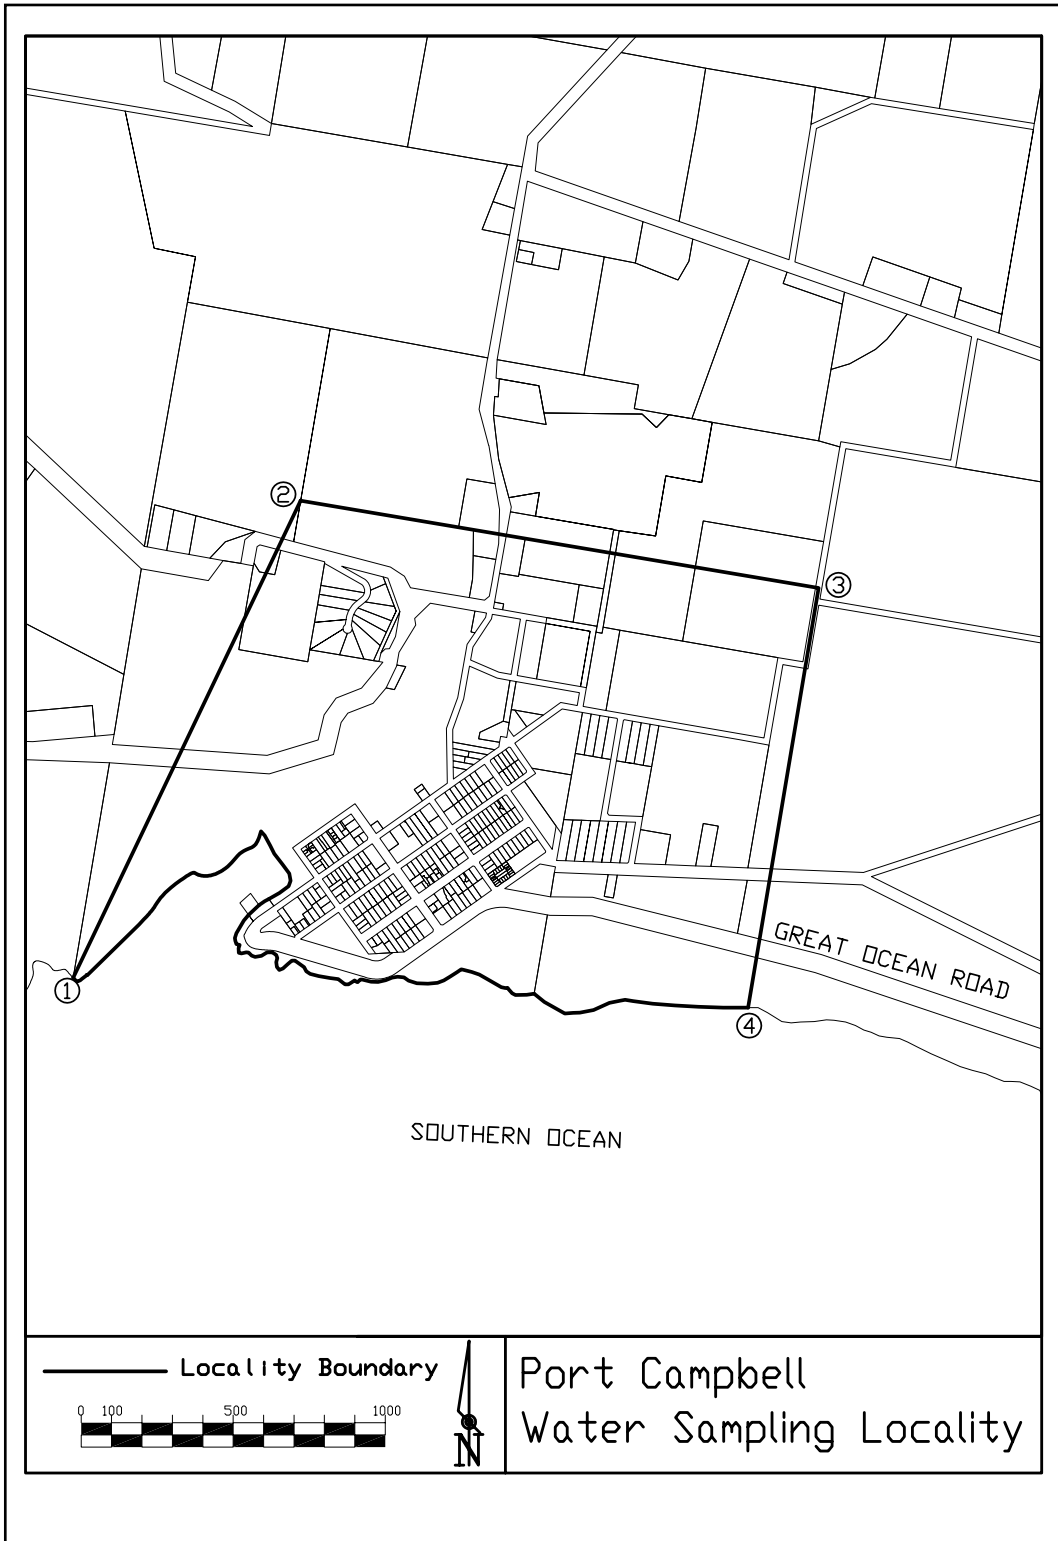 2
3
GREAT OCEAN ROAD
1
4
SOUTHERN OCEAN
Locality Boundary
0 100 500 1000
N
Port Campbell
Water Sampling Locality